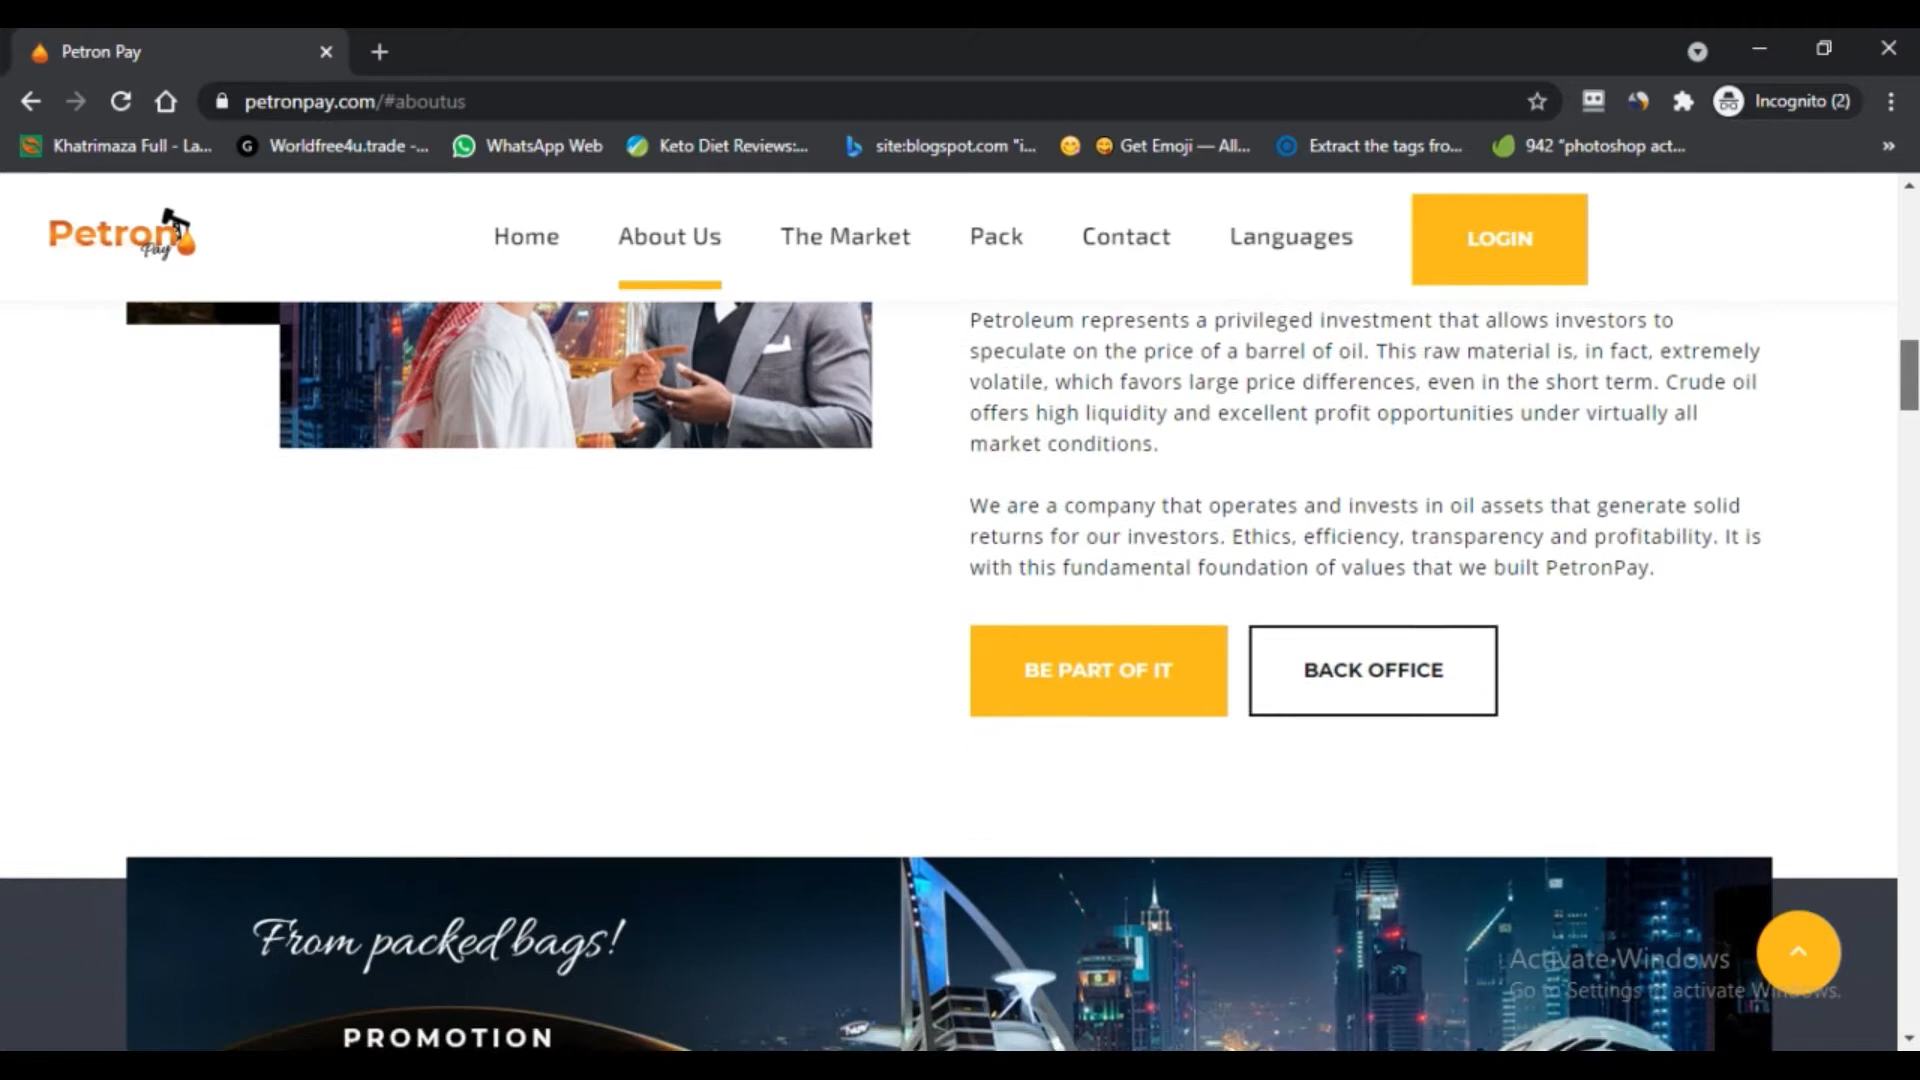 Petron Pay
petronpay.com/#aboutus
Incognito (2)
Khatrimaza Full - La...
Worldfree4u.trade -...
WhatsApp Web
Keto Diet Reviews:...
site:blogspot.com "i...
Get Emoji — All...
Extract the tags fro...
942 "photoshop act...
Petron
Pay
Home
About Us
The Market
Pack
Contact
Languages
LOGIN
Petroleum represents a privileged investment that allows investors to
speculate on the price of a barrel of oil. This raw material is, in fact, extremely
volatile, which favors large price differences, even in the short term. Crude oil
offers high liquidity and excellent profit opportunities under virtually all
market conditions.
We are a company that operates and invests in oil assets that generate solid
returns for our investors. Ethics, efficiency, transparency and profitability. It is
with this fundamental foundation of values that we built PetronPay.
BE PART OF IT
BACK OFFICE
From packed bags!
PROMOTION
Activate Windows
Go to Settings to activate Windows.